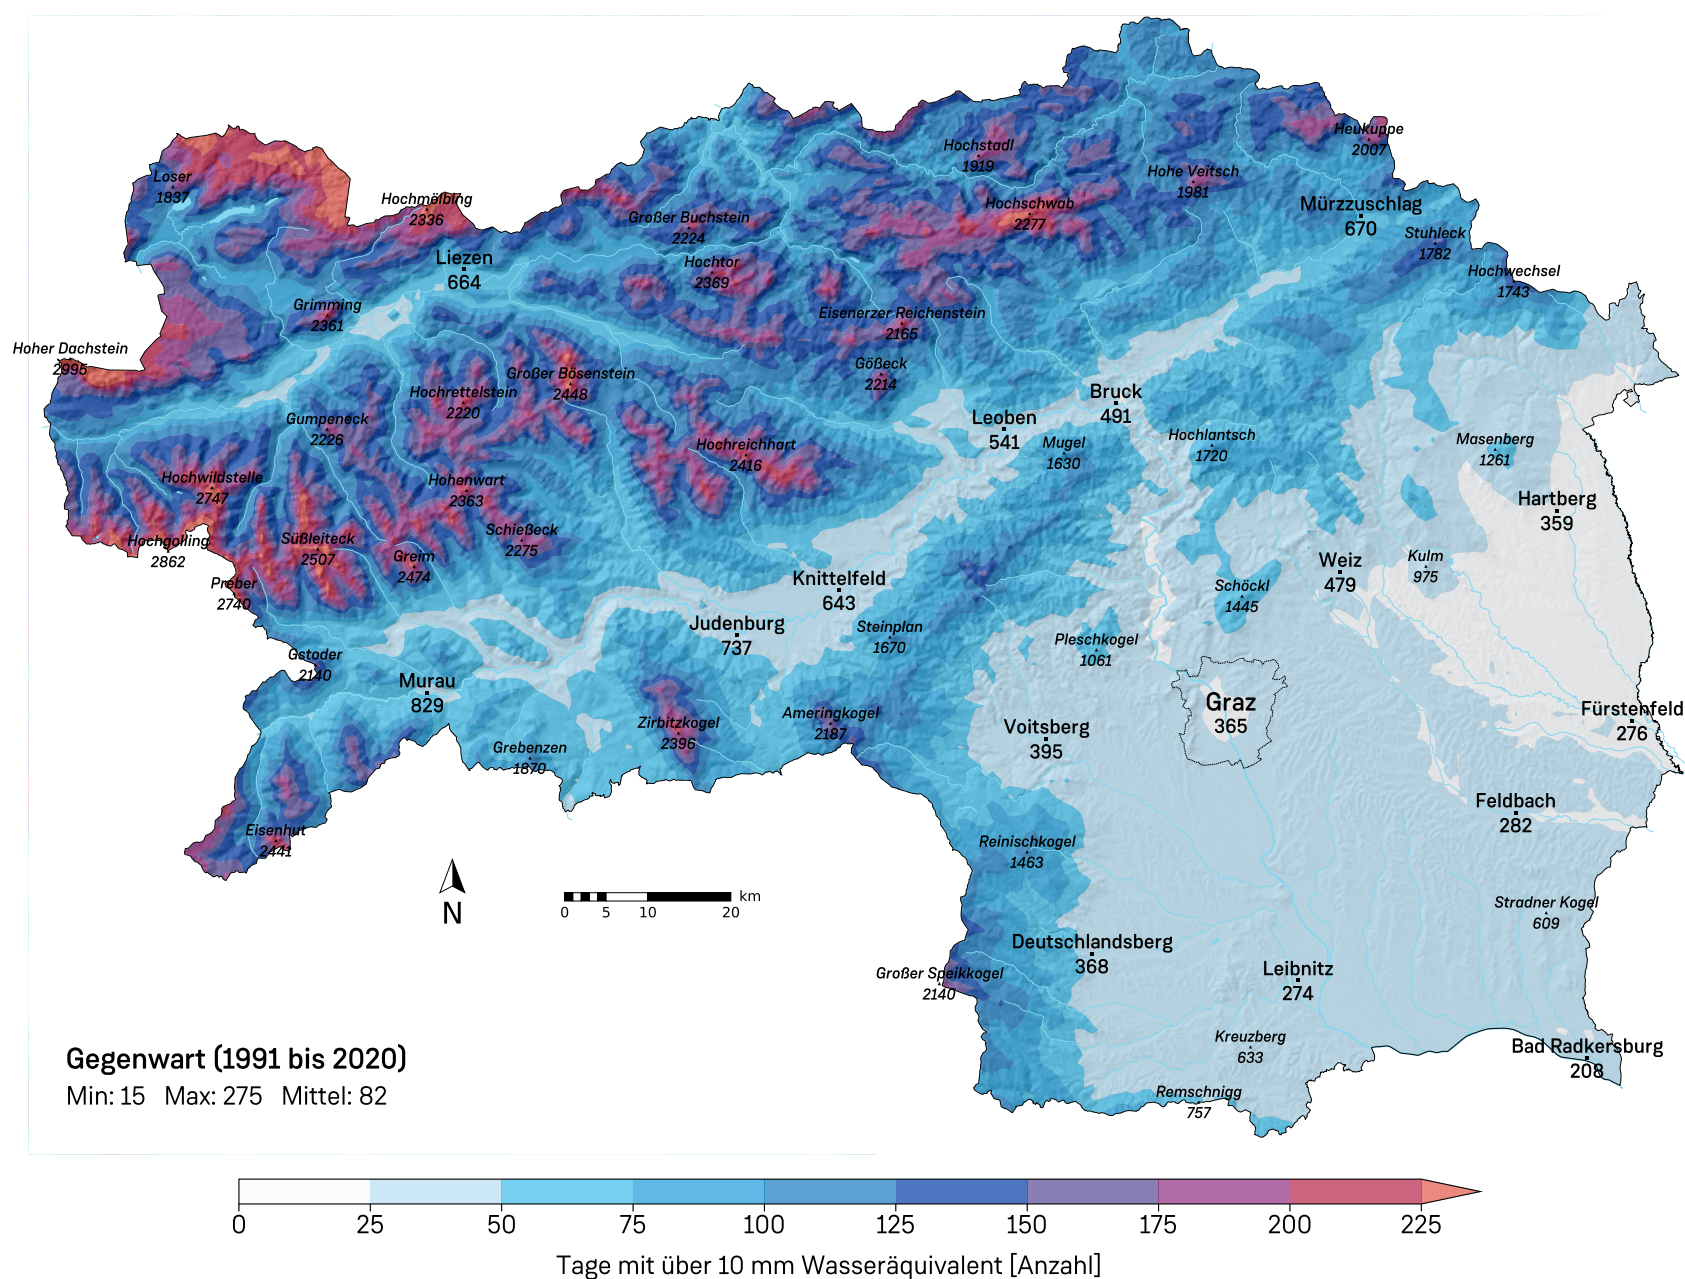 Heukuppe
2007
Hochstadl
1919
Hohe Veitsch
1981
Loser
1837
Hochmölbing
2336
Hochschwab
2277
Mürzzuschlag
670
Großer Buchstein
2224
Stuhleck
1782
Liezen
664
Hochtor
2369
Hochwechsel
1743
Grimming
2361
Eisenerzer Reichenstein
2165
Hoher Dachstein
2995
Gößeck
2214
Großer Bösenstein
2448
Hochrettelstein
2220
Bruck
491
Gumpeneck
2226
Leoben
541
Mugel
1630
Hochlantsch
1720
Masenberg
1261
Hochreichhart
2416
Hochwildstelle
2747
Hohenwart
2363
Hartberg
359
Schießeck
2275
Hochgolling
2862
Süßleiteck
2507
Greim
2474
Weiz
479
Kulm
975
Preber
2740
Knittelfeld
643
Schöckl
1445
Judenburg
737
Steinplan
1670
Pleschkogel
1061
Gstoder
2140
Murau
829
Graz
365
Zirbitzkogel
2396
Ameringkogel
2187
Voitsberg
395
Fürstenfeld
276
Grebenzen
1870
Feldbach
282
Eisenhut
2441
Reinischkogel
1463
Stradner Kogel
609
Deutschlandsberg
368
Großer Speikkogel
2140
Leibnitz
274
Kreuzberg
633
Bad Radkersburg
208
Remschnigg
757
N
km
0 5 10 20
Gegenwart (1991 bis 2020)
Min: 15 Max: 275 Mittel: 82
0 25 50 75 100 125 150 175 200 225
Tage mit über 10 mm Wasseräquivalent [Anzahl]